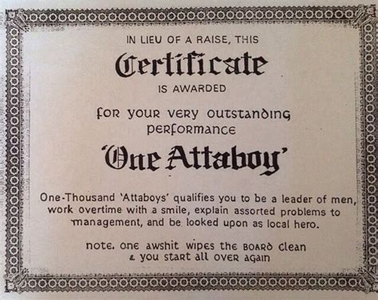 IN LIEU OF A RAISE, THIS
Certificate
IS AWARDED
FOR YOUR VERY OUTSTANDING
PERFORMANCE
'One Attaboy'
One-Thousand 'Attaboys' qualifies you to be a leader of men,
work overtime with a smile, explain assorted problems to
management, and be looked upon as local hero.
NOTE: ONE AWSHIT WIPES THE BOARD CLEAN
& YOU START ALL OVER AGAIN